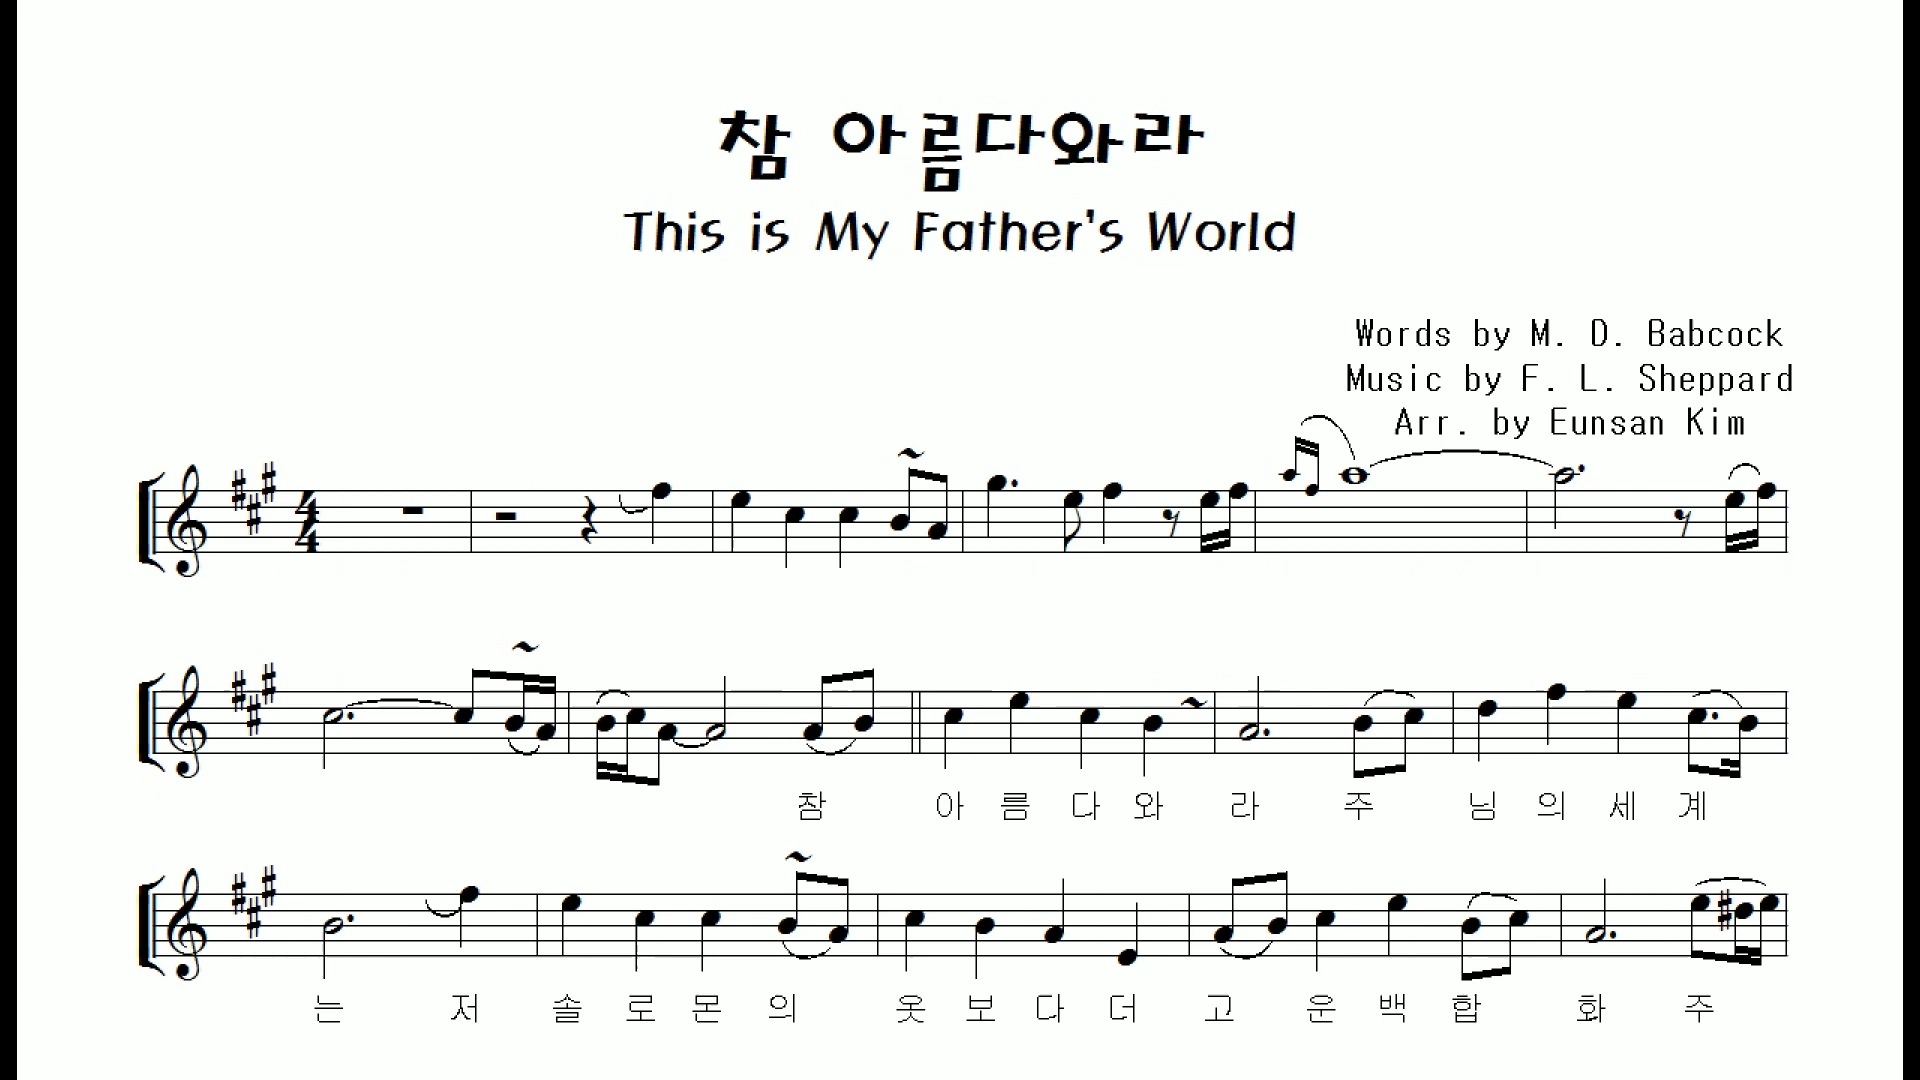 참 아름다와라
This is My Father's World
Words by M. D. Babcock
Music by F. L. Sheppard
Arr. by Eunsan Kim
4
4
참 아 름 다 와 라 주 님 의 세 계
는 저 솔 로 몬 의 옷 보 다 더 고 운 백 합 화 주